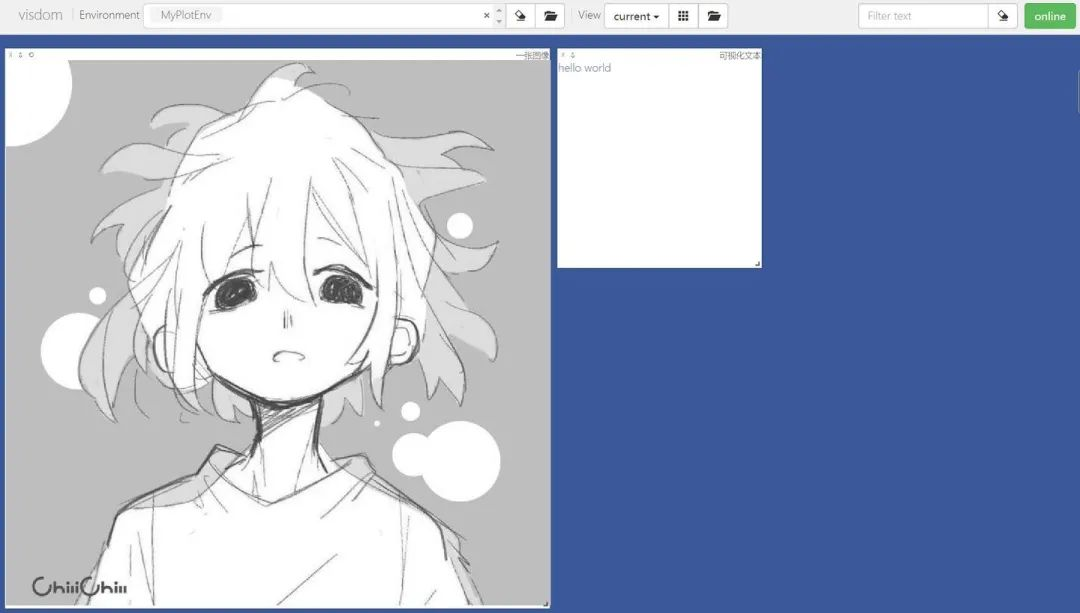 visdom Environment MyPlotEnv × View current Filter text online
一张图像
可视化文本
hello world
ChiiiChiii